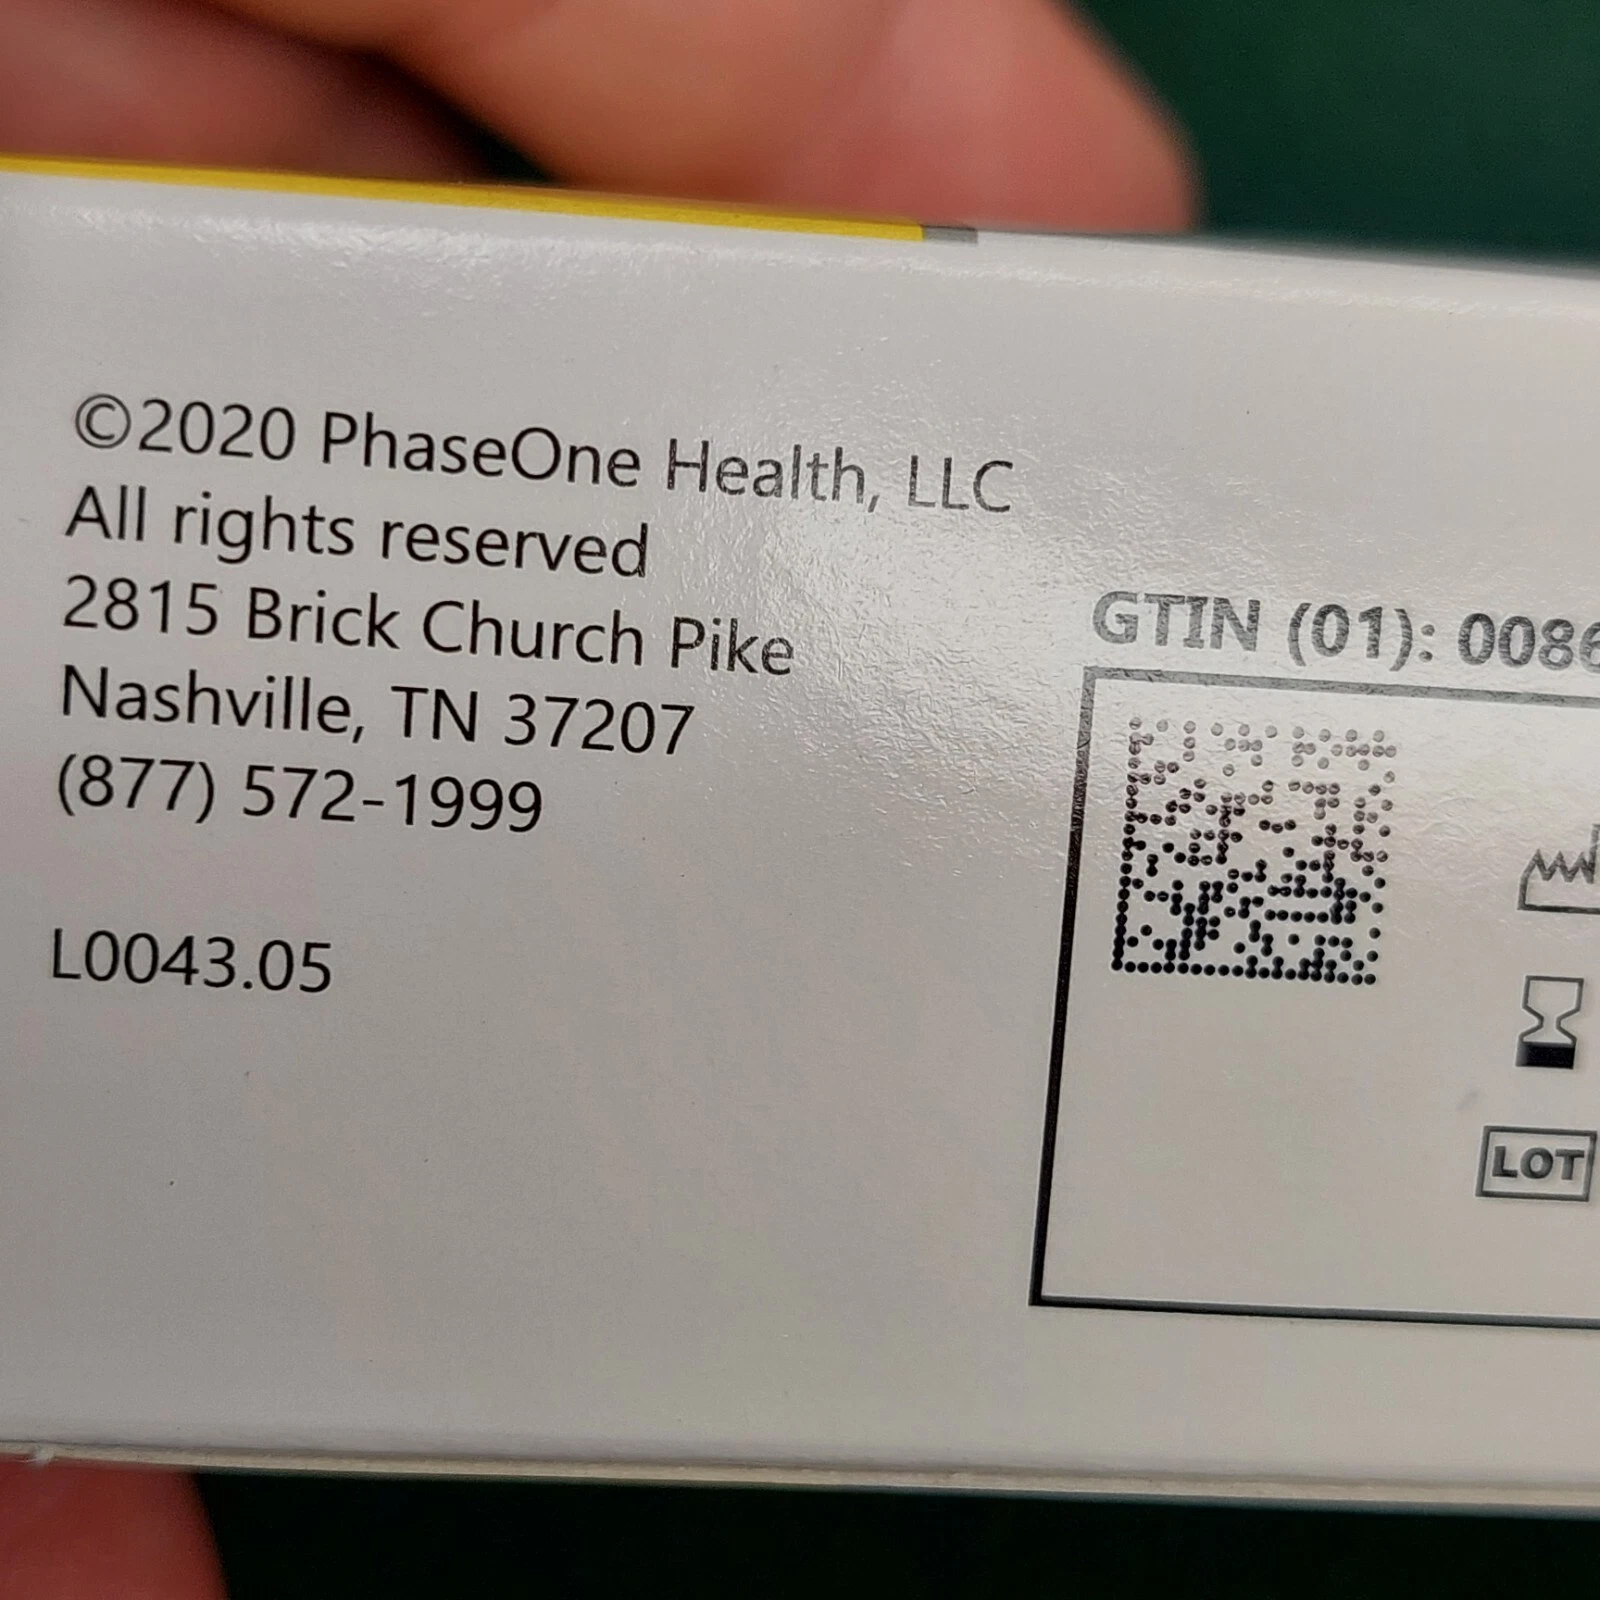 ©2020 PhaseOne Health, LLC
All rights reserved
2815 Brick Church Pike
Nashville, TN 37207
(877) 572-1999
L0043.05
GTIN (01): 0086
LOT